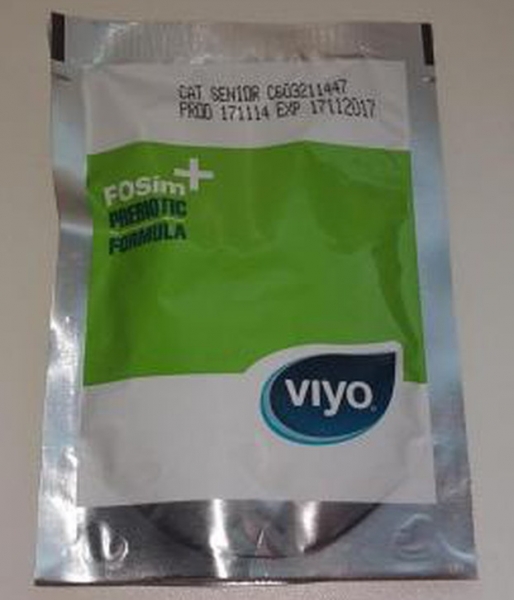 CAT SENIOR C603211447
PROD 171114 EXP 17112017
FOSim+
PREBIOTIC
FORMULA
VIYO